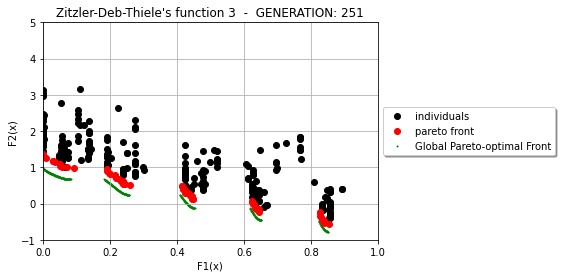 Zitzler-Deb-Thiele's function 3 - GENERATION: 251
5
4
3
2
1
0
−1
F2(x)
0.0 0.2 0.4 0.6 0.8 1.0
F1(x)
individuals
pareto front
Global Pareto-optimal Front